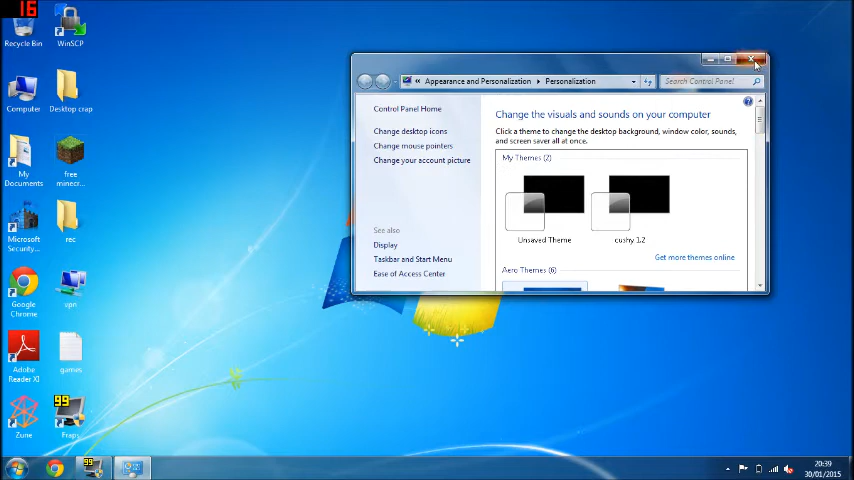 16
Recycle Bin
WinSCP
Computer
Desktop crap
My
Documents
free
minecr...
Microsoft
Security...
rec
Google
Chrome
vpn
Adobe
Reader XI
games
Zune
99
Fraps
Appearance and Personalization
Personalization
Search Control Panel
Control Panel Home
Change desktop icons
Change mouse pointers
Change your account picture
See also
Display
Taskbar and Start Menu
Ease of Access Center
Change the visuals and sounds on your computer
Click a theme to change the desktop background, window color, sounds,
and screen saver all at once.
My Themes (2)
Unsaved Theme
cushy 1.2
Get more themes online
Aero Themes (6)
99
20:39
30/01/2015